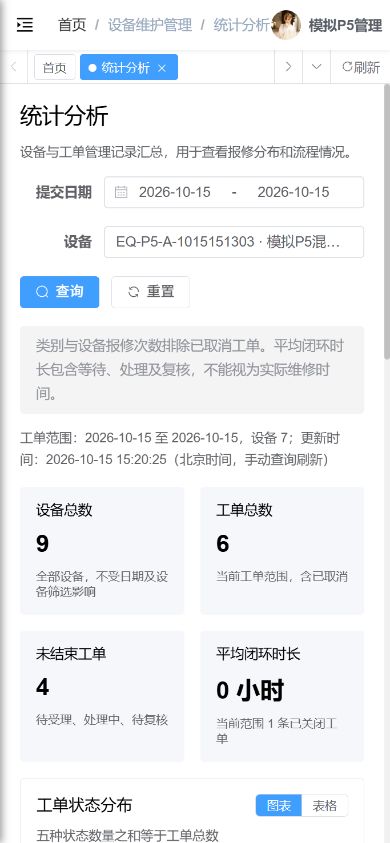 首页 / 设备维护管理 / 统计分析 模拟P5管理
首页 统计分析 刷新
统计分析
设备与工单管理记录汇总，用于查看报修分布和流程情况。
提交日期 2026-10-15 - 2026-10-15
设备 EQ-P5-A-1015151303 · 模拟P5混...
查询 重置
类别与设备报修次数排除已取消工单。平均闭环时
长包含等待、处理及复核，不能视为实际维修时
间。
工单范围：2026-10-15 至 2026-10-15，设备 7；更新时
间：2026-10-15 15:20:25（北京时间，手动查询刷新）
设备总数
9
全部设备，不受日期及设
备筛选影响
工单总数
6
当前工单范围，含已取消
未结束工单
4
待受理、处理中、待复核
平均闭环时长
0 小时
当前范围 1 条已关闭工
单
工单状态分布 图表 表格
五种状态数量之和等于工单总数